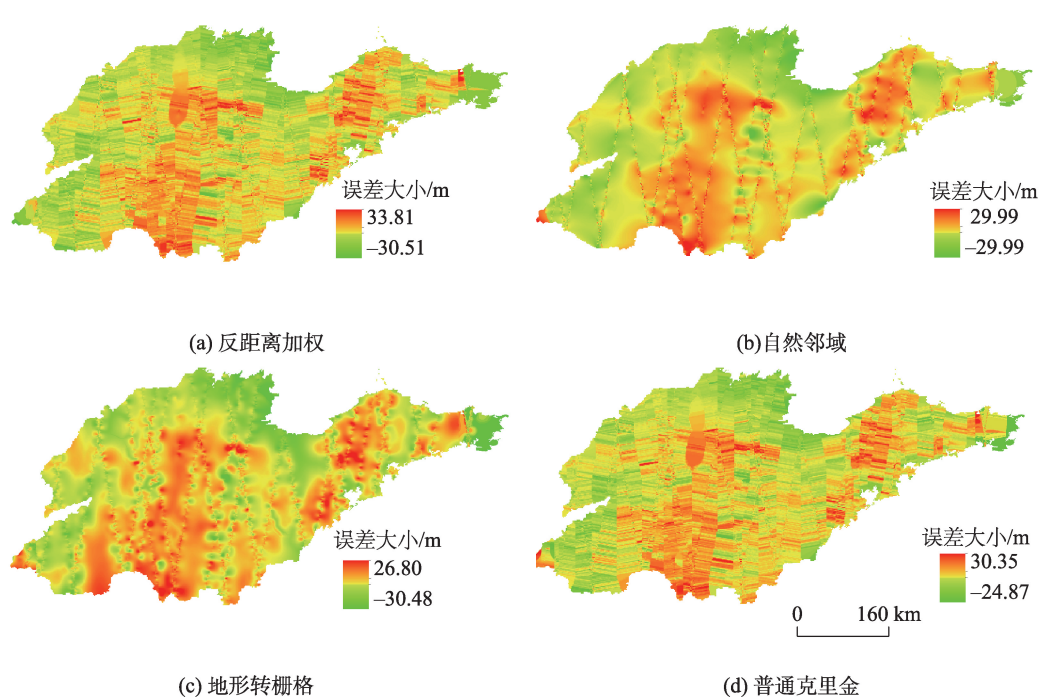 误差大小/m
33.81
–30.51
(a) 反距离加权
误差大小/m
29.99
–29.99
(b)自然邻域
误差大小/m
26.80
–30.48
(c) 地形转栅格
误差大小/m
30.35
–24.87
0 160 km
(d) 普通克里金